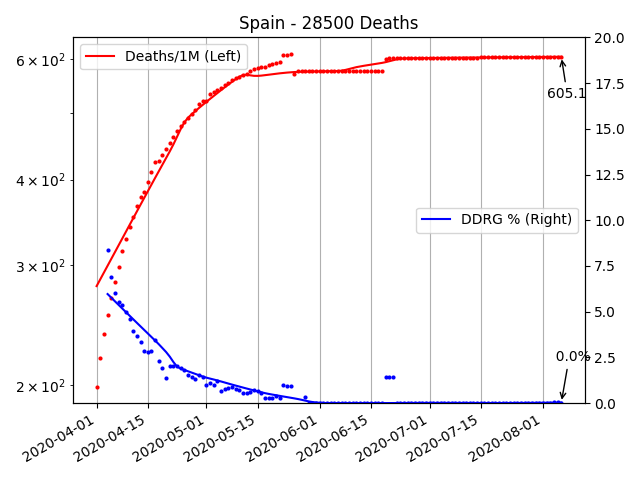 Spain - 28500 Deaths
Deaths/1M (Left)
DDRG % (Right)
605.1
0.0%
6 × 10²
4 × 10²
3 × 10²
2 × 10²
20.0
17.5
15.0
12.5
10.0
7.5
5.0
2.5
0.0
2020-04-01
2020-04-15
2020-05-01
2020-05-15
2020-06-01
2020-06-15
2020-07-01
2020-07-15
2020-08-01